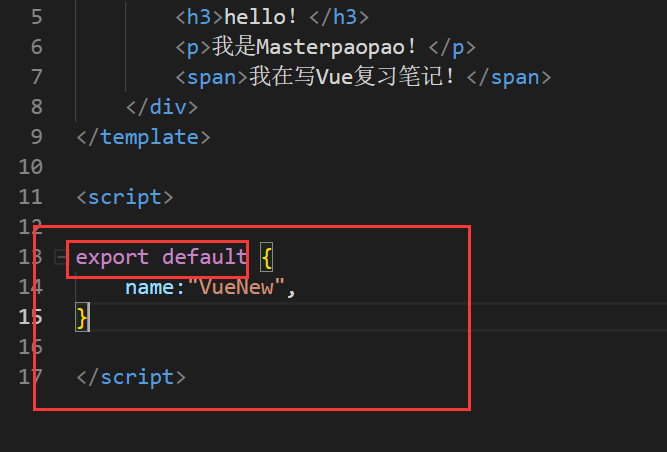 5 <h3>hello！</h3>
6 <p>我是Masterpaopao！</p>
7 <span>我在写Vue复习笔记！</span>
8 </div>
9 </template>
10
11 <script>
12
13 export default {
14 name:"VueNew",
15 }
16
17 </script>